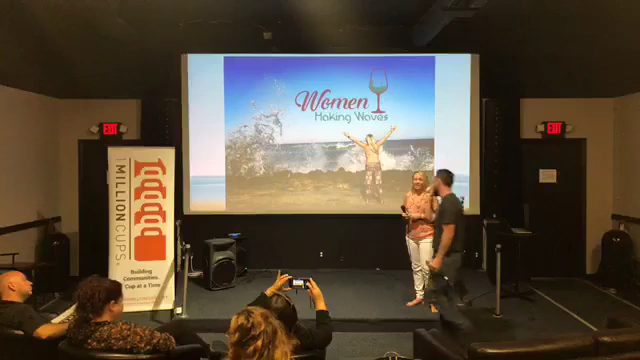 Women
Making Waves
EXIT
EXIT
1 MILLION CUPS
Building
Communities.
Cup at a Time